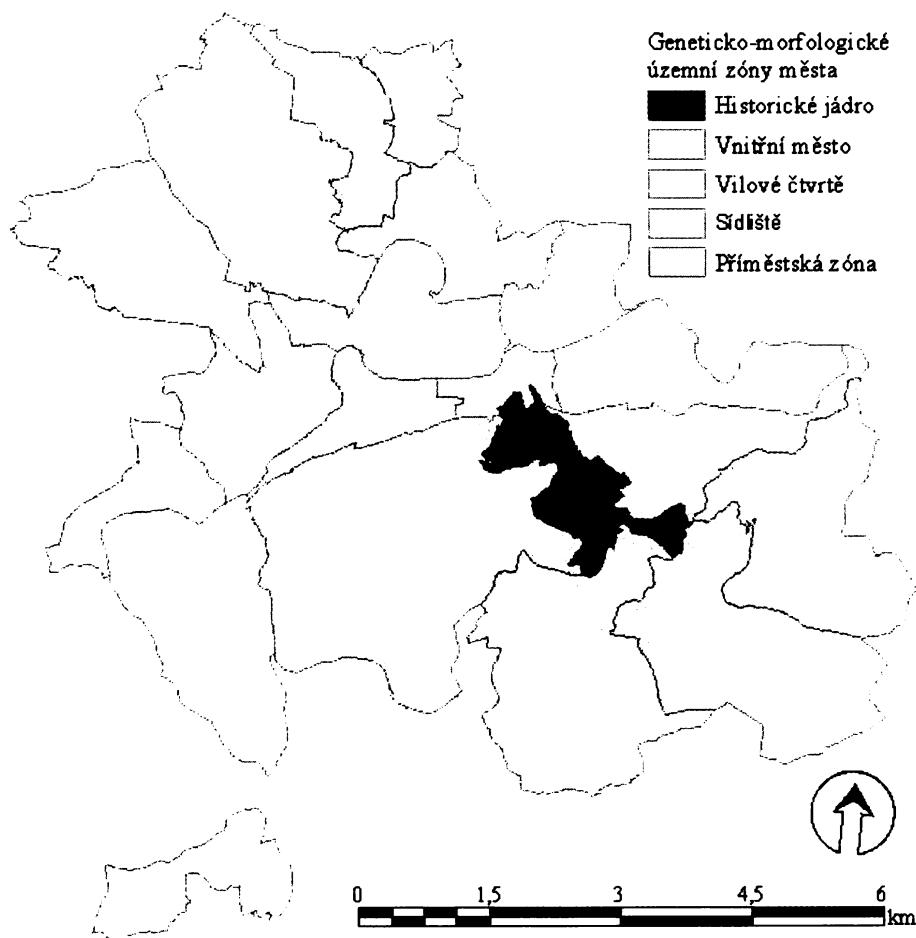 Geneticko-morfologické
územní zóny města
Historické jádro
Vnitřní město
Vilové čtvrtě
Sídliště
Příměstská zóna
0 1,5 3 4,5 6
km